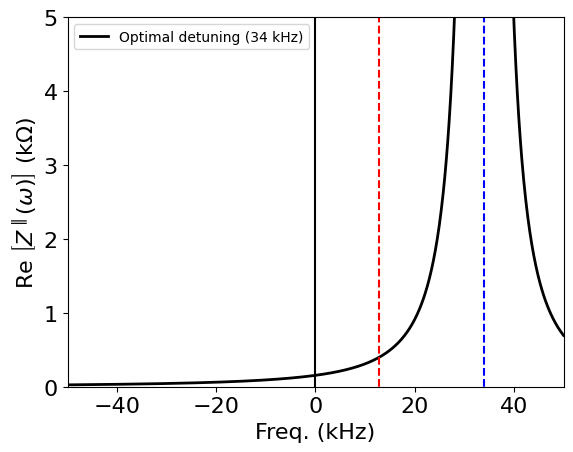 Optimal detuning (34 kHz)
Re [Z^∥(ω)] (kΩ)
5
4
3
2
1
0
−40 −20 0 20 40
Freq. (kHz)